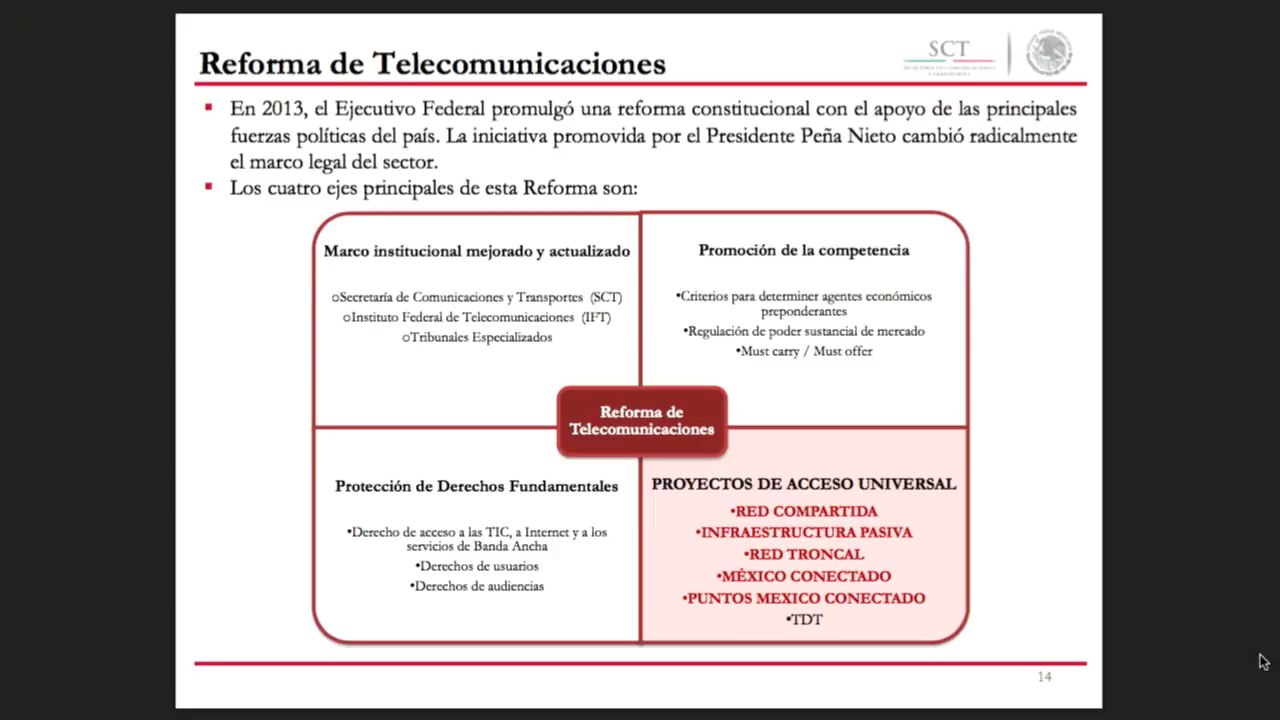 Reforma de Telecomunicaciones
SCT
▪ En 2013, el Ejecutivo Federal promulgó una reforma constitucional con el apoyo de las principales
fuerzas políticas del país. La iniciativa promovida por el Presidente Peña Nieto cambió radicalmente
el marco legal del sector.
▪ Los cuatro ejes principales de esta Reforma son:
Marco institucional mejorado y actualizado
oSecretaría de Comunicaciones y Transportes (SCT)
oInstituto Federal de Telecomunicaciones (IFT)
oTribunales Especializados
Promoción de la competencia
•Criterios para determiner agentes económicos
preponderantes
•Regulación de poder sustancial de mercado
•Must carry / Must offer
Reforma de
Telecomunicaciones
Protección de Derechos Fundamentales
•Derecho de acceso a las TIC, a Internet y a los
servicios de Banda Ancha
•Derechos de usuarios
•Derechos de audiencias
PROYECTOS DE ACCESO UNIVERSAL
•RED COMPARTIDA
•INFRAESTRUCTURA PASIVA
•RED TRONCAL
•MÉXICO CONECTADO
•PUNTOS MEXICO CONECTADO
•TDT
14